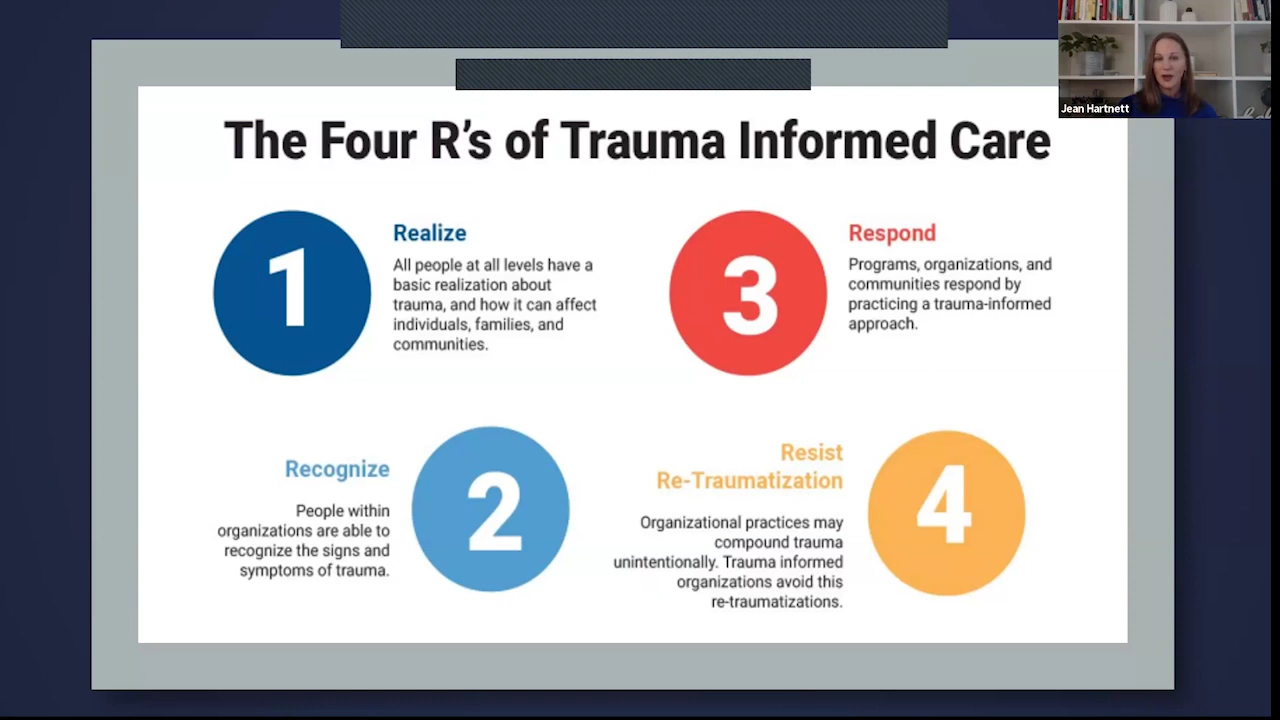 The Four R's of Trauma Informed Care
1
Realize
All people at all levels have a
basic realization about
trauma, and how it can affect
individuals, families, and
communities.
2
Recognize
People within
organizations are able to
recognize the signs and
symptoms of trauma.
3
Respond
Programs, organizations, and
communities respond by
practicing a trauma-informed
approach.
4
Resist
Re-Traumatization
Organizational practices may
compound trauma
unintentionally. Trauma informed
organizations avoid this
re-traumatizations.
Jean Hartnett